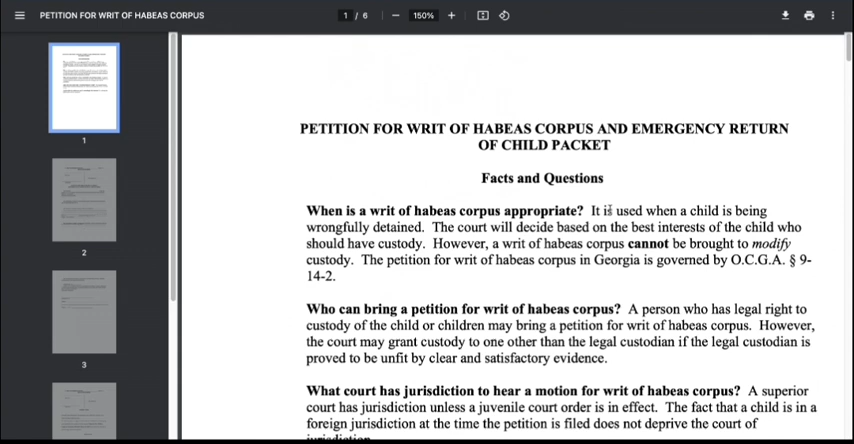 PETITION FOR WRIT OF HABEAS CORPUS
1 / 6
150%
1
2
3
PETITION FOR WRIT OF HABEAS CORPUS AND EMERGENCY RETURN
OF CHILD PACKET
Facts and Questions
When is a writ of habeas corpus appropriate? It is used when a child is being
wrongfully detained. The court will decide based on the best interests of the child who
should have custody. However, a writ of habeas corpus cannot be brought to modify
custody. The petition for writ of habeas corpus in Georgia is governed by O.C.G.A. § 9-
14-2.
Who can bring a petition for writ of habeas corpus? A person who has legal right to
custody of the child or children may bring a petition for writ of habeas corpus. However,
the court may grant custody to one other than the legal custodian if the legal custodian is
proved to be unfit by clear and satisfactory evidence.
What court has jurisdiction to hear a motion for writ of habeas corpus? A superior
court has jurisdiction unless a juvenile court order is in effect. The fact that a child is in a
foreign jurisdiction at the time the petition is filed does not deprive the court of